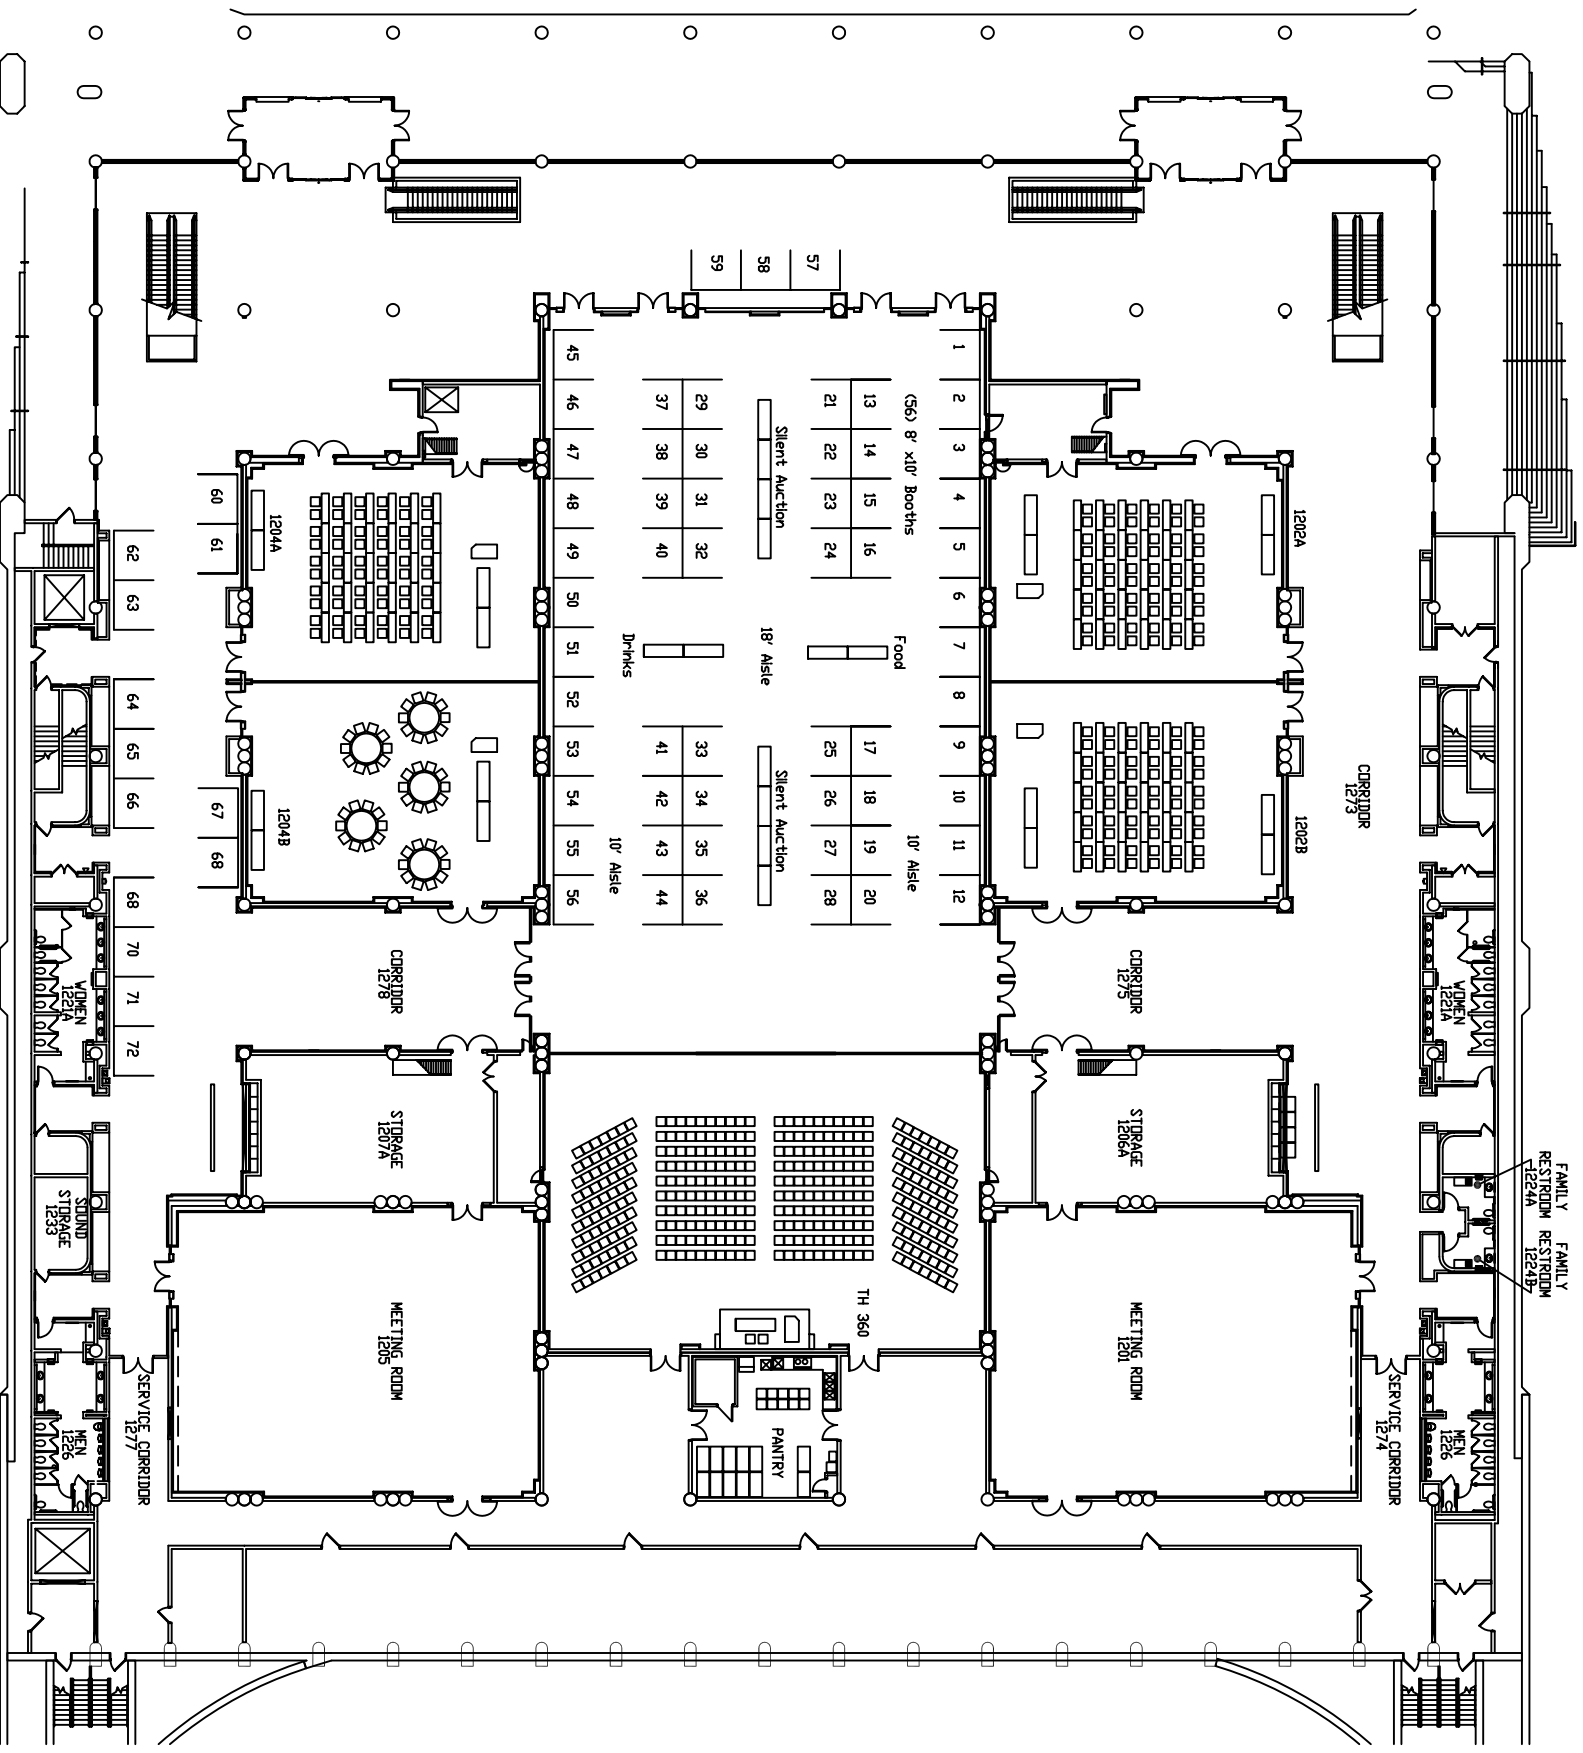 59
58
57
45
46
47
48
49
50
51
52
53
54
55
56
37
38
39
40
29
30
31
32
Silent Auction
21
22
23
24
13
14
15
16
(56) 8' x10' Booths
1
2
3
4
5
6
7
8
9
10
11
12
Drinks
18' Aisle
Food
41
42
43
44
33
34
35
36
Silent Auction
25
26
27
28
17
18
19
20
10' Aisle
10' Aisle
60
61
1204A
62
63
64
65
66
67
68
1204B
68
70
71
72
1202A
1202B
CORRIDOR
1273
CORRIDOR
1278
CORRIDOR
1275
WOMEN
1221A
WOMEN
1221A
STORAGE
1207A
STORAGE
1206A
SOUND
STORAGE
1233
FAMILY
RESTROOM
1224A
FAMILY
RESTROOM
1224B
TH 360
MEETING ROOM
1205
MEETING ROOM
1201
PANTRY
SERVICE CORRIDOR
1277
SERVICE CORRIDOR
1274
MEN
1226
MEN
1226